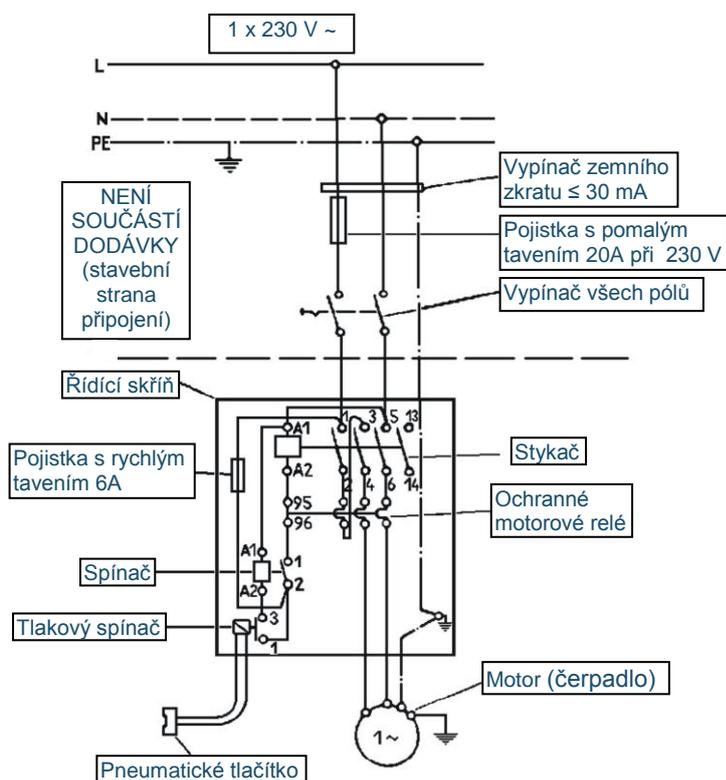 1 x 230 V ~
L
N
PE
Vypínač zemního
zkratu ≤ 30 mA
NENÍ
SOUČÁSTÍ
DODÁVKY
(stavební
strana
připojení)
Pojistka s pomalým
tavením 20A při 230 V
Vypínač všech pólů
Řídící skříň
A1
1
3
5
13
Stykač
Pojistka s rychlým
tavením 6A
A2
2
4
6
14
95
96
Ochranné
motorové relé
A1
1
Spínač
A2
2
Tlakový spínač
3
1
Motor (čerpadlo)
1~
Pneumatické tlačítko